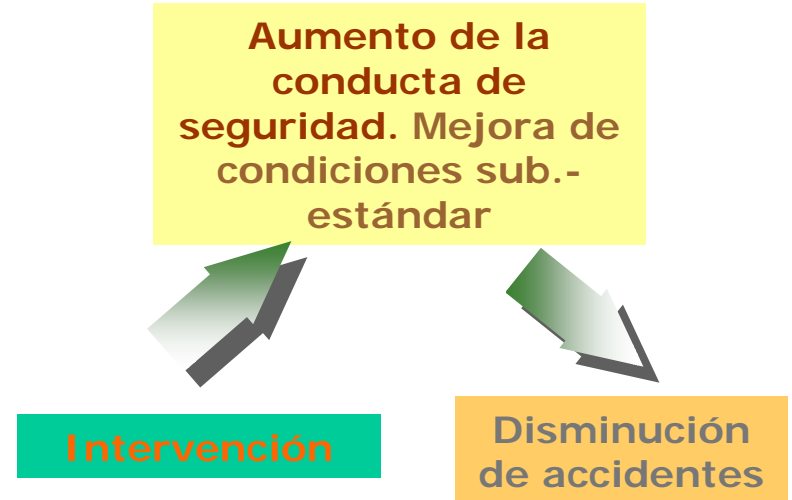 Aumento de la
conducta de
seguridad. Mejora de
condiciones sub.-
estándar
Intervención
Disminución
de accidentes